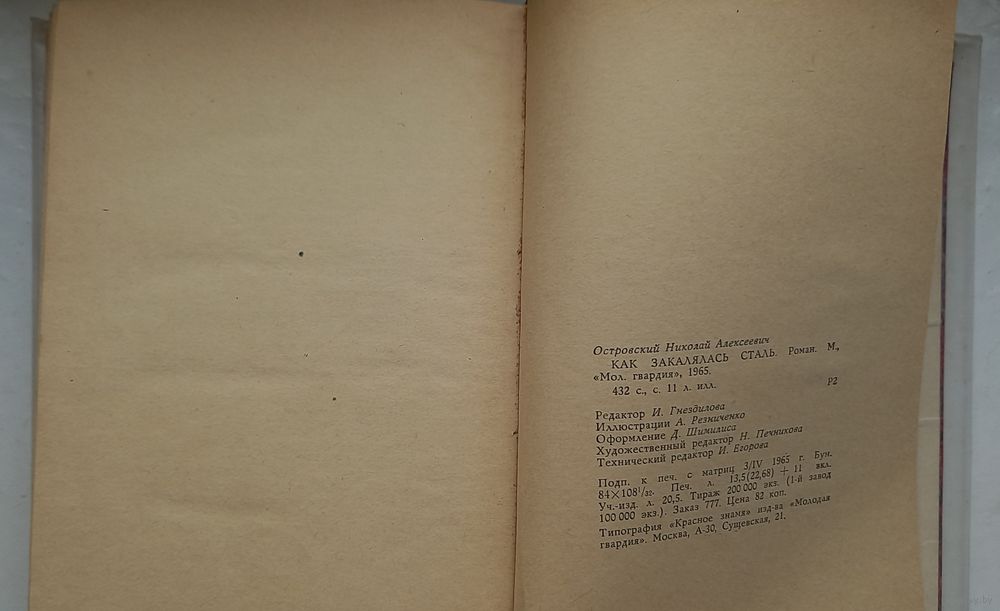 Островский Николай Алексеевич
КАК ЗАКАЛЯЛАСЬ СТАЛЬ. Роман. М.,
«Мол. гвардия», 1965.
432 с., с. 11 л. илл.
Р2
Редактор И. Гнездилова
Иллюстрации А. Резниченко
Оформление Д. Шимилиса
Художественный редактор Н. Печникова
Технический редактор И. Егорова
Подп. к печ. с матриц 3/IV 1965 г. Бум.
84×108¹/₃₂. Печ. л. 13,5(22,68) + 11 вкл.
Уч.-изд. л. 20,5. Тираж 200 000 экз. (1-й завод
100 000 экз.). Заказ 777. Цена 82 коп.
Типография «Красное знамя» изд-ва «Молодая
гвардия». Москва, А-30, Сущевская, 21.